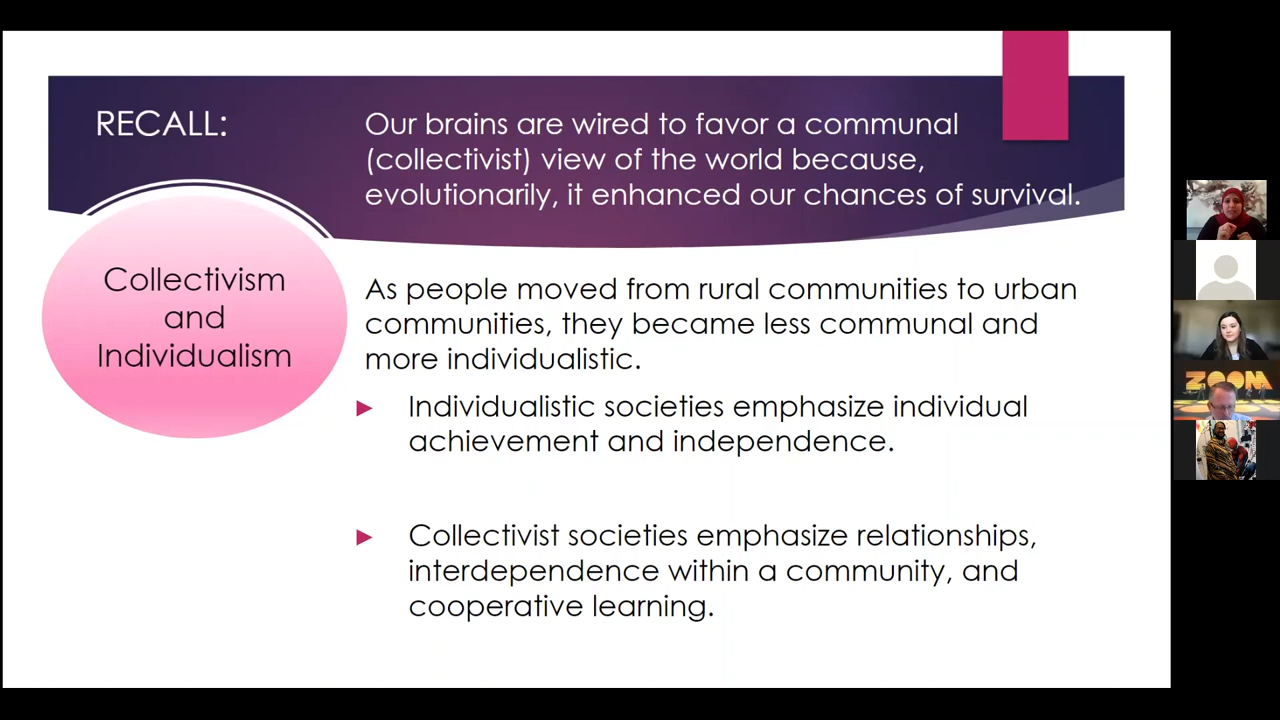 RECALL:
Our brains are wired to favor a communal
(collectivist) view of the world because,
evolutionarily, it enhanced our chances of survival.
Collectivism
and
Individualism
As people moved from rural communities to urban
communities, they became less communal and
more individualistic.
Individualistic societies emphasize individual
achievement and independence.
Collectivist societies emphasize relationships,
interdependence within a community, and
cooperative learning.
ZOOM